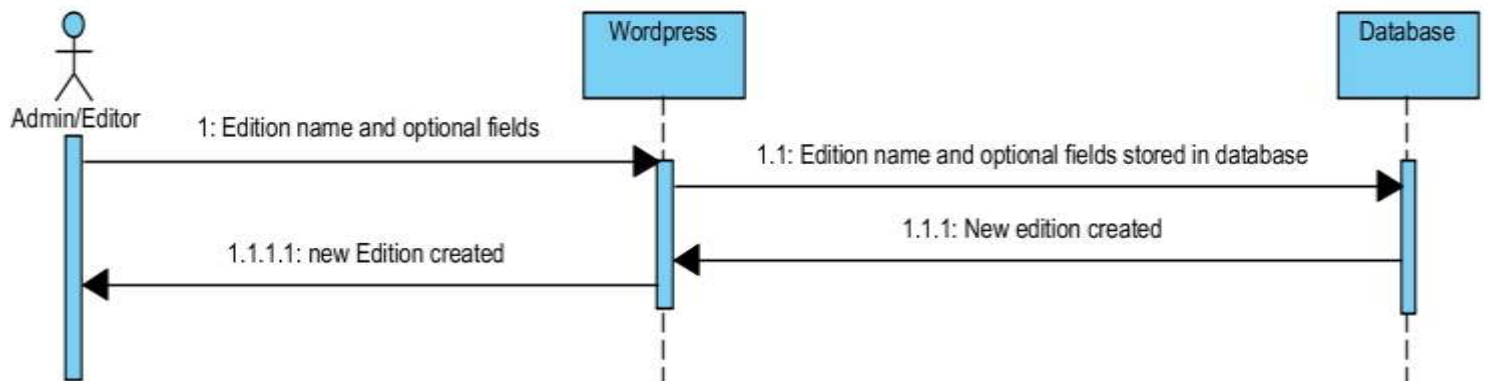 Wordpress
Database
Admin/Editor
1: Edition name and optional fields
1.1: Edition name and optional fields stored in database
1.1.1: New edition created
1.1.1.1: new Edition created